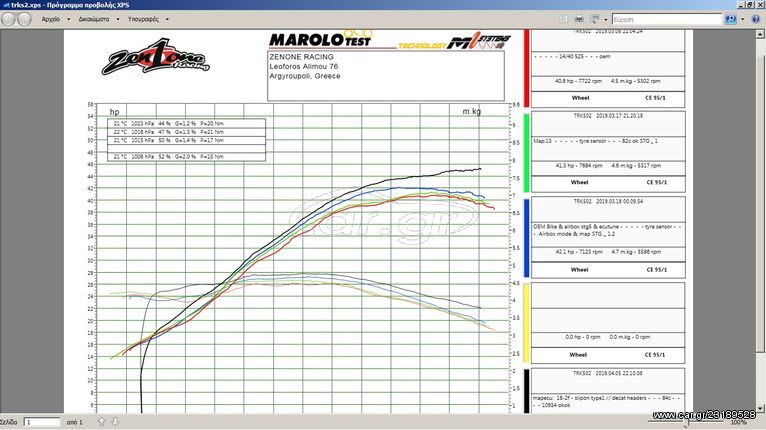 trks2.xps - Πρόγραμμα προβολής XPS
Αρχείο Δικαιώματα Υπογραφές
Εύρεση
ZenOne Racing
MAROLO TEST
TECHNOLOGY
SYSTEMS
ZENONE RACING
Leoforos Alimou 76
Argyroupoli, Greece
hp
m.kg
21 °C 1023 hPa 44 % G=1.2 % P=20 Nm
22 °C 1016 hPa 47 % G=1.3 % P=21 Nm
21 °C 1015 hPa 50 % G=1.4 % P=17 Nm
21 °C 1008 hPa 52 % G=2.0 % P=15 Nm
56
54
52
50
48
46
44
42
40
38
36
34
32
30
28
26
24
22
20
18
16
14
12
10
8
6
4
9.6
9
8.5
8
7.5
7
6.5
6
5.5
5
4.5
4
3.5
3
2.5
2
1.5
1
TRKS02 2019.03.08 22.04.24
- - - - - 14/40.525 - - - oem
40.8 hp - 7722 rpm 4.5 m.kg - 5302 rpm
Wheel CE 95/1
TRKS02 2019.03.17 21.20.18
Map:13 - - - - - tyre sensor - - - 82c ok STG _ 1
41.3 hp - 7684 rpm 4.6 m.kg - 5317 rpm
Wheel CE 95/1
TRKS02 2019.03.18 00.09.54
OEM Bike & airbox stg5 & ecutune - - - - - tyre sensor - - - Airbox mode & map STG _ 1.2
42.1 hp - 7123 rpm 4.7 m.kg - 5586 rpm
Wheel CE 95/1
0.0 hp - 0 rpm 0.0 m.kg - 0 rpm
Wheel CE 95/1
TRKS02 2019.04.05 22.10.06
mapecu: 18-2f - slipon type1 // decat headers - - - 84c - - - - 10934 okok
car.gr
www.car.gr/23189528
Σελίδα 1 από 1
100%